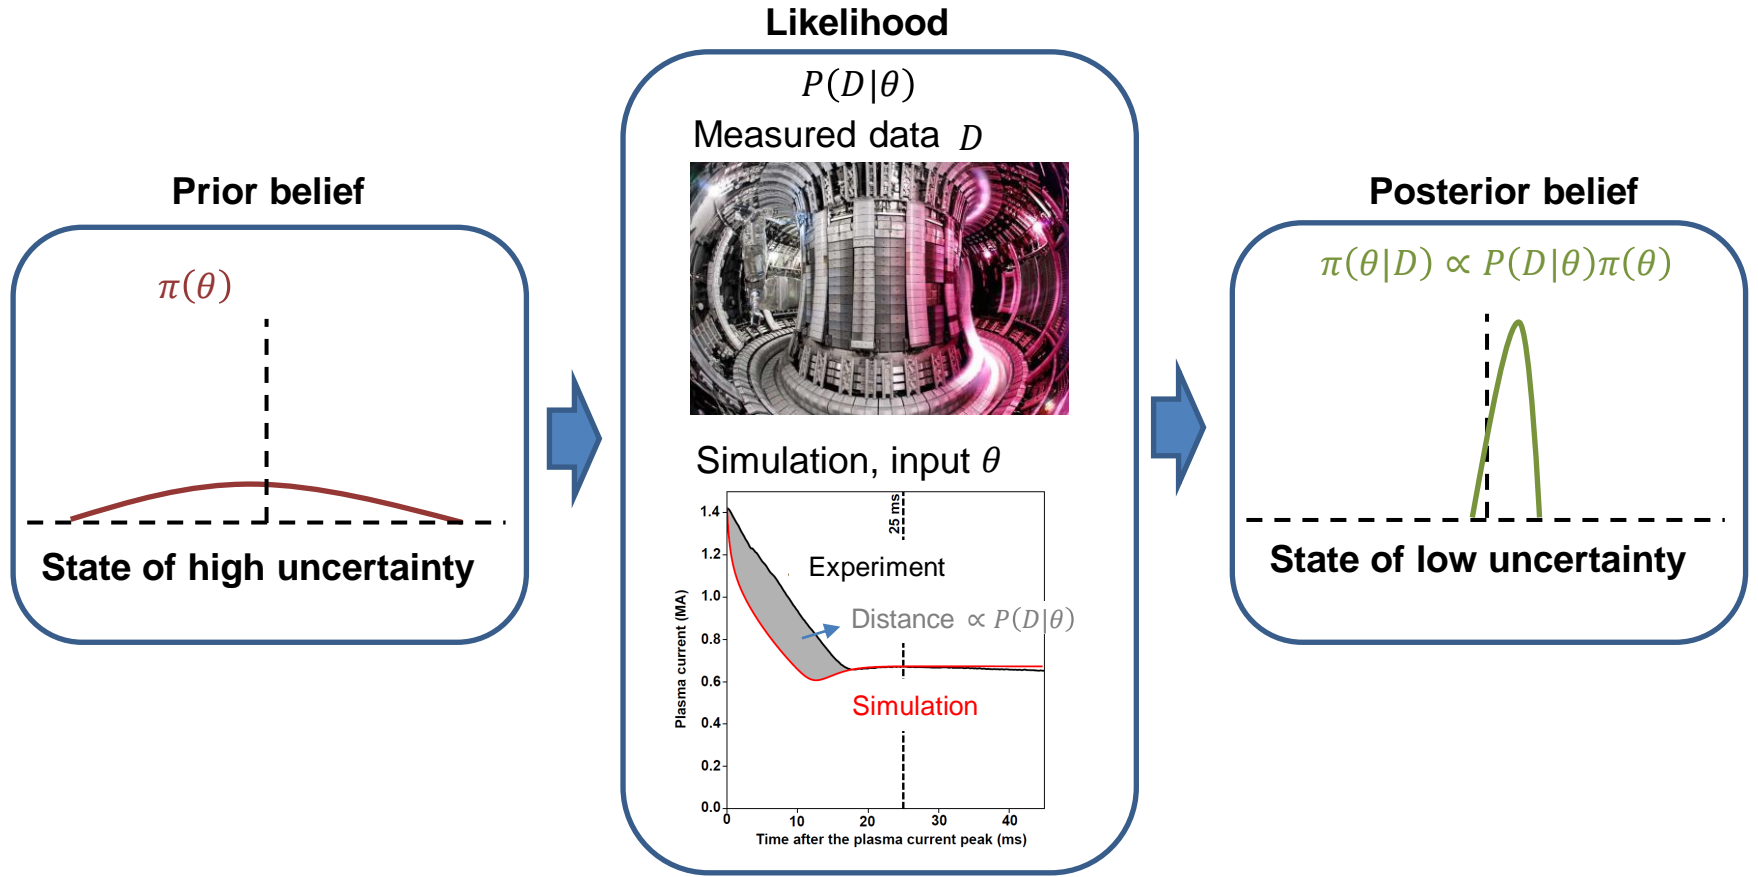 Prior belief
π(θ)
State of high uncertainty
Likelihood
P(D|θ)
Measured data D
Simulation, input θ
1.4
1.2
1.0
0.8
0.6
0.4
0.2
0.0
Plasma current (MA)
25 ms
Experiment
Distance ∝ P(D|θ)
Simulation
0 10 20 30 40
Time after the plasma current peak (ms)
Posterior belief
π(θ|D) ∝ P(D|θ)π(θ)
State of low uncertainty